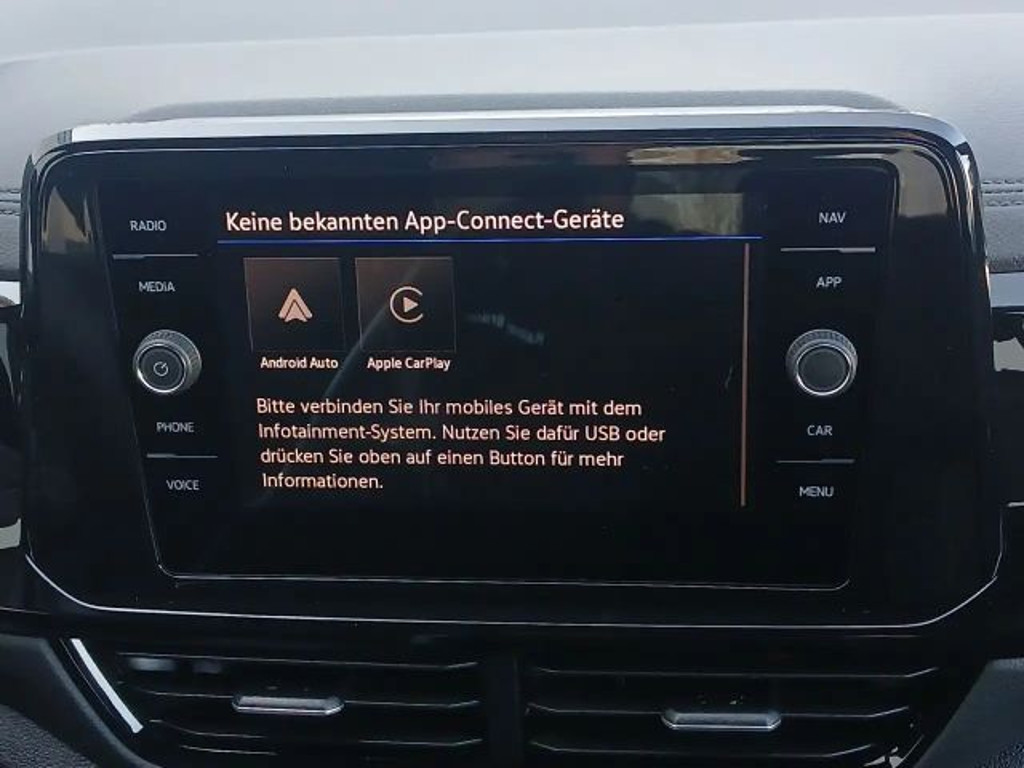 Keine bekannten App-Connect-Geräte
RADIO
MEDIA
PHONE
VOICE
Android Auto
Apple CarPlay
Bitte verbinden Sie Ihr mobiles Gerät mit dem
Infotainment-System. Nutzen Sie dafür USB oder
drücken Sie oben auf einen Button für mehr
Informationen.
NAV
APP
CAR
MENU